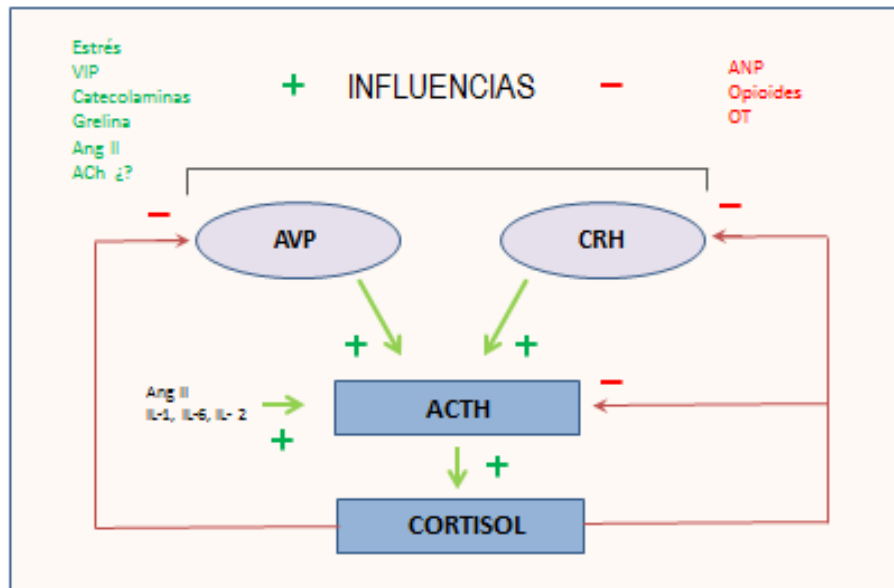 Estrés
VIP
Catecolaminas
Grelina
Ang II
ACh ¿?
+ INFLUENCIAS −
ANP
Opioides
OT
− −
AVP CRH
+ +
Ang II
IL-1, IL-6, IL- 2
+
ACTH −
+
CORTISOL